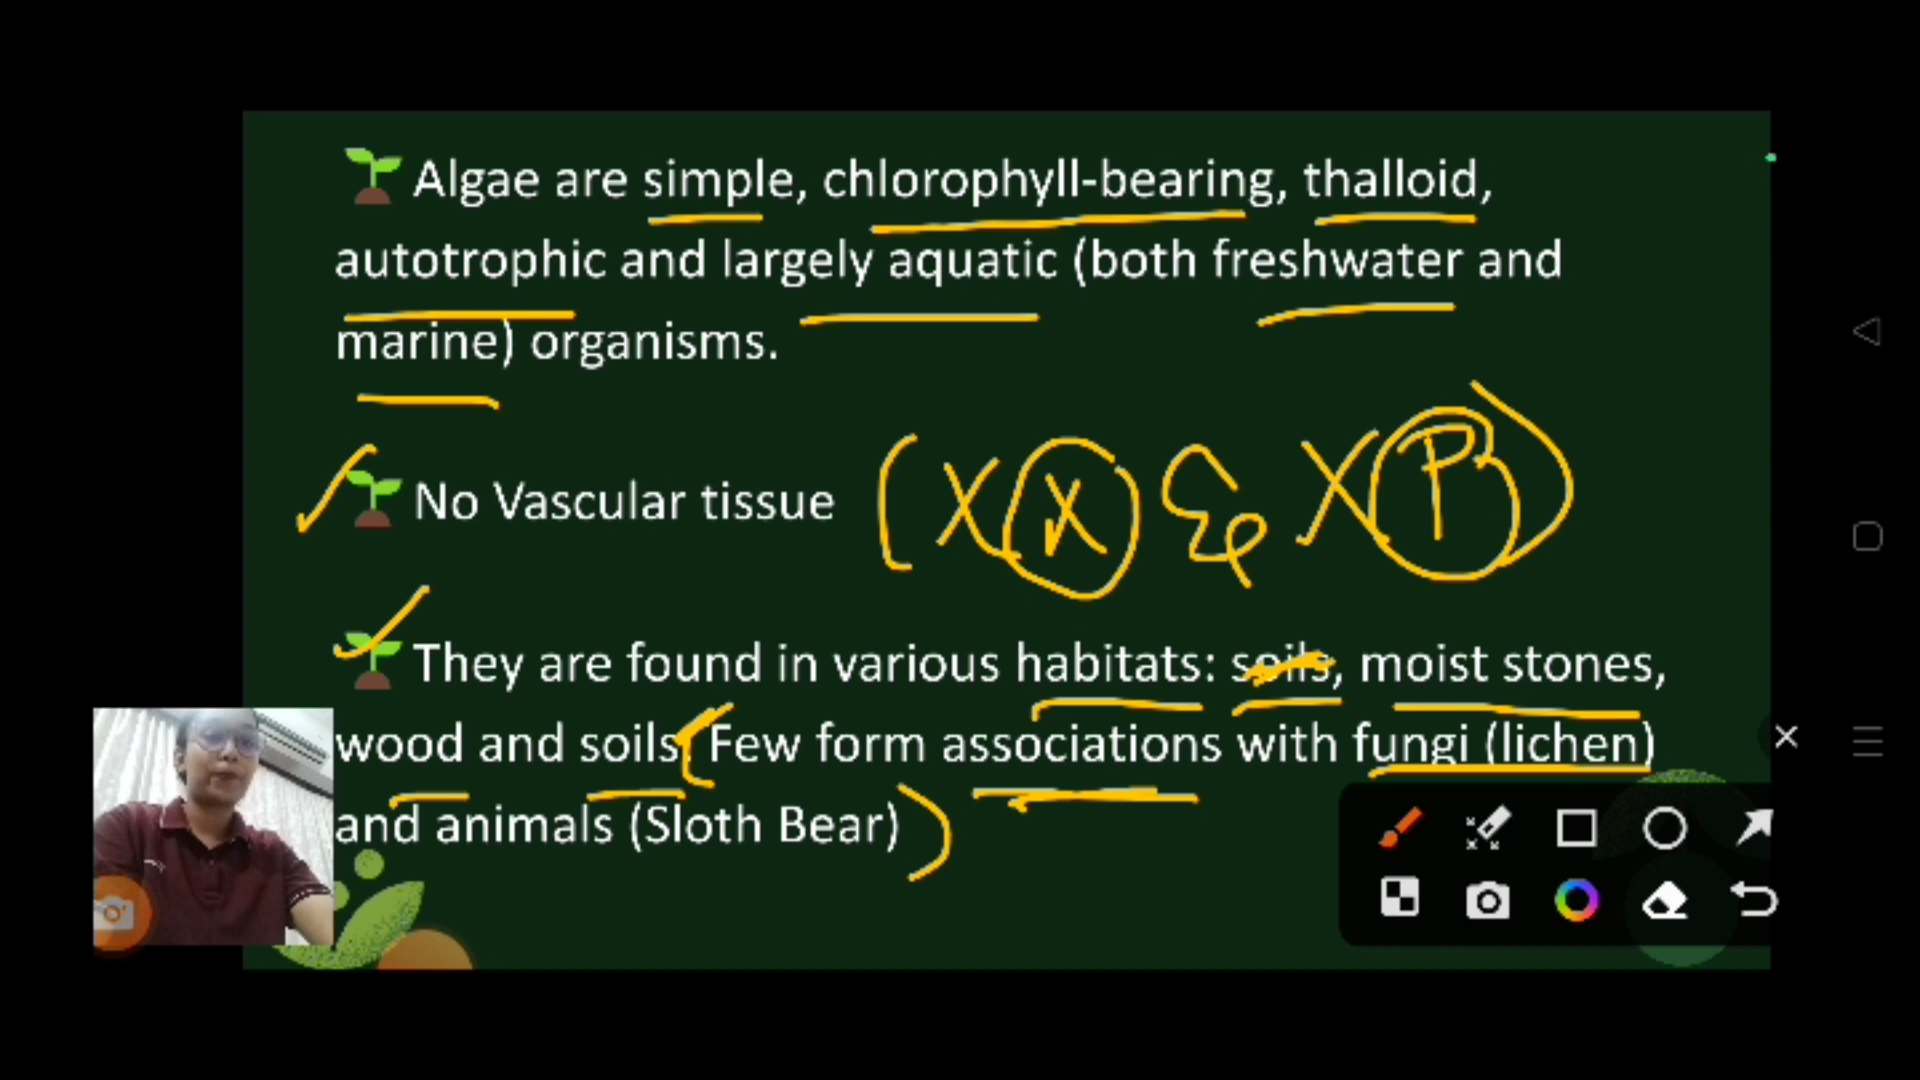 Algae are simple, chlorophyll-bearing, thalloid,
autotrophic and largely aquatic (both freshwater and
marine) organisms.
No Vascular tissue (X X & X P)
They are found in various habitats: soils, moist stones,
wood and soils. Few form associations with fungi (lichen)
and animals (Sloth Bear)